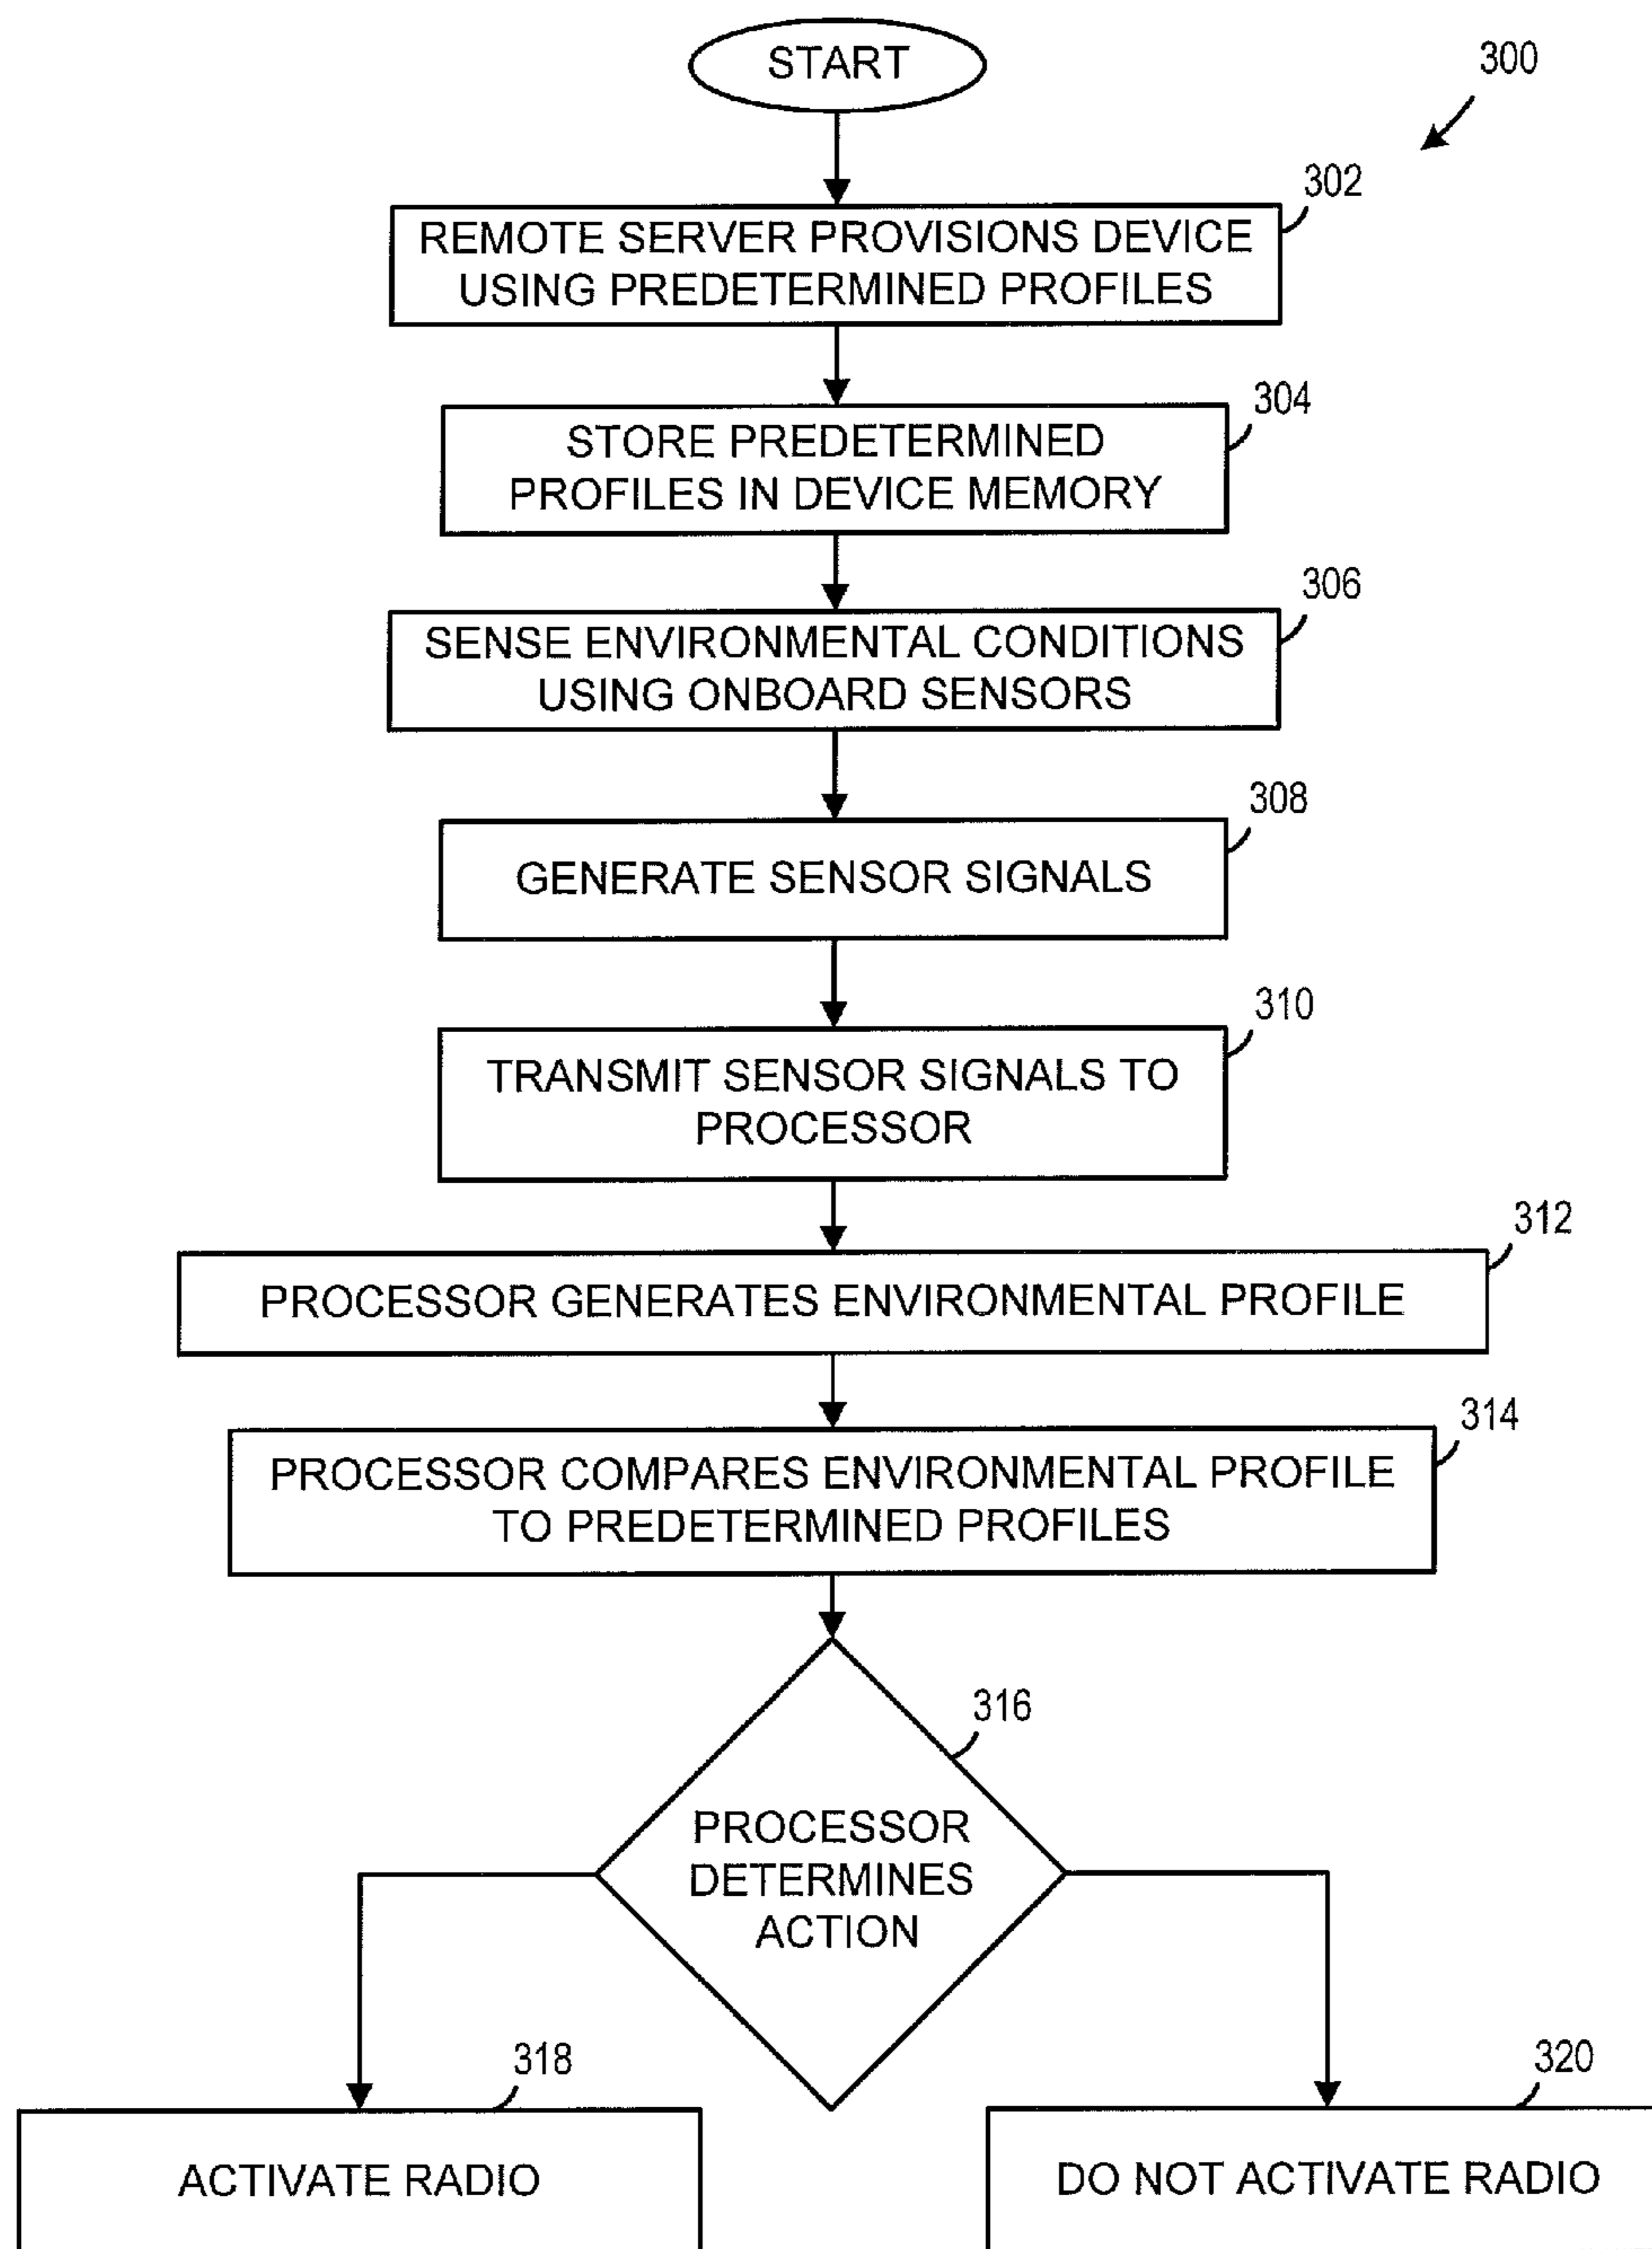 START
300
302
REMOTE SERVER PROVISIONS DEVICE
USING PREDETERMINED PROFILES
304
STORE PREDETERMINED
PROFILES IN DEVICE MEMORY
306
SENSE ENVIRONMENTAL CONDITIONS
USING ONBOARD SENSORS
308
GENERATE SENSOR SIGNALS
310
TRANSMIT SENSOR SIGNALS TO
PROCESSOR
312
PROCESSOR GENERATES ENVIRONMENTAL PROFILE
314
PROCESSOR COMPARES ENVIRONMENTAL PROFILE
TO PREDETERMINED PROFILES
316
PROCESSOR
DETERMINES
ACTION
318
ACTIVATE RADIO
320
DO NOT ACTIVATE RADIO